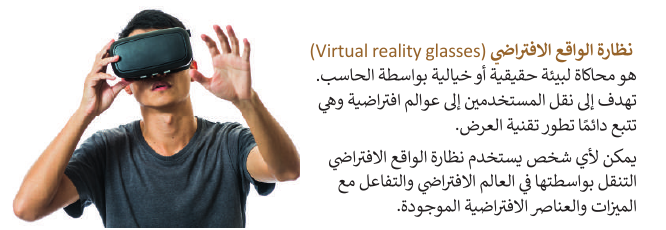 نظارة الواقع الافتراضي (Virtual reality glasses)
هو محاكاة لبيئة حقيقية أو خيالية بواسطة الحاسب.
تهدف إلى نقل المستخدمين إلى عوالم افتراضية وهي
تتبع دائمًا تطور تقنية العرض.
يمكن لأي شخص يستخدم نظارة الواقع الافتراضي
التنقل بواسطتها في العالم الافتراضي والتفاعل مع
الميزات والعناصر الافتراضية الموجودة.